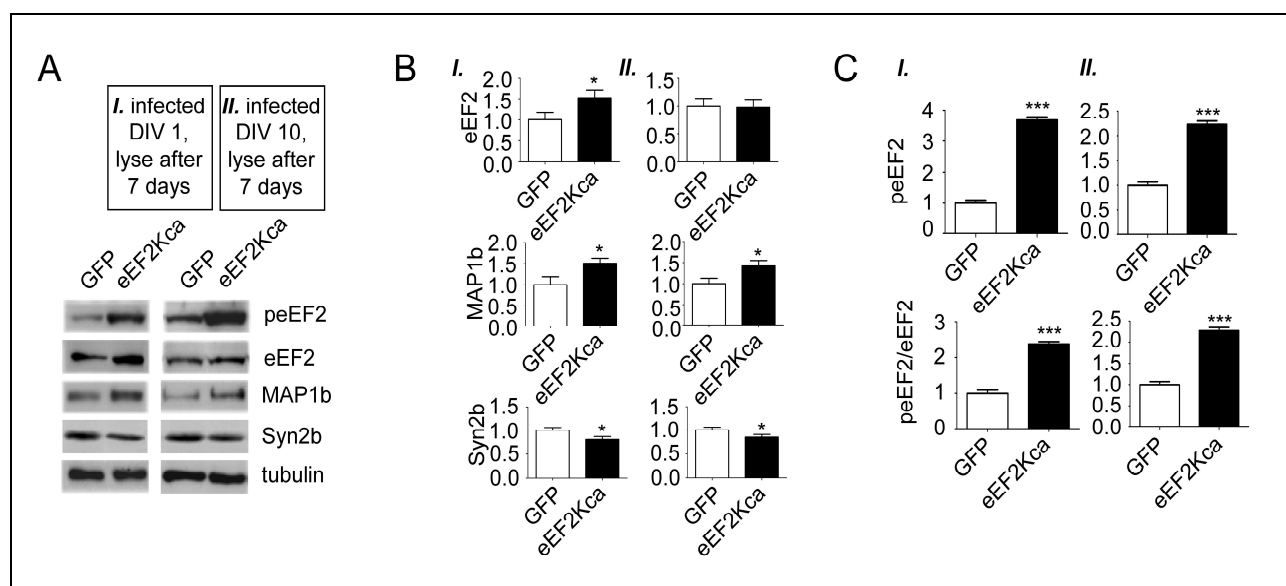 A
I. infected
DIV 1,
lyse after
7 days
II. infected
DIV 10,
lyse after
7 days
GFP
eEF2Kca
GFP
eEF2Kca
peEF2
eEF2
MAP1b
Syn2b
tubulin
B
I.
eEF2
2.0
1.5
1.0
0.5
0.0
*
GFP
eEF2Kca
II.
1.5
1.0
0.5
0.0
GFP
eEF2Kca
MAP1b
2.0
1.5
1.0
0.5
0.0
*
GFP
eEF2Kca
2.0
1.5
1.0
0.5
0.0
*
GFP
eEF2Kca
Syn2b
1.5
1.0
0.5
0.0
*
GFP
eEF2Kca
1.5
1.0
0.5
0.0
*
GFP
eEF2Kca
C
I.
peEF2
4
3
2
1
0
***
GFP
eEF2Kca
II.
2.5
2.0
1.5
1.0
0.5
0.0
***
GFP
eEF2Kca
peEF2/eEF2
3
2
1
0
***
GFP
eEF2Kca
2.5
2.0
1.5
1.0
0.5
0.0
***
GFP
eEF2Kca